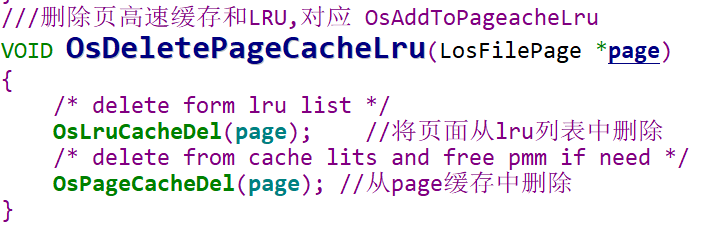 ///删除页高速缓存和LRU,对应 OsAddToPageacheLru
VOID OsDeletePageCacheLru(LosFilePage *page)
{
    /* delete form lru list */
    OsLruCacheDel(page);    //将页面从lru列表中删除
    /* delete from cache lits and free pmm if need */
    OsPageCacheDel(page); //从page缓存中删除
}